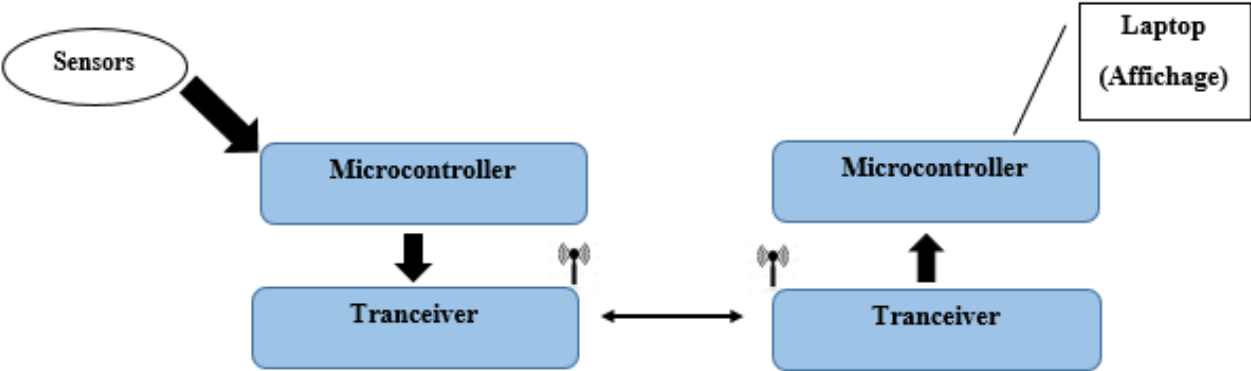 Sensors
Laptop
(Affichage)
Microcontroller
Microcontroller
Tranceiver
Tranceiver